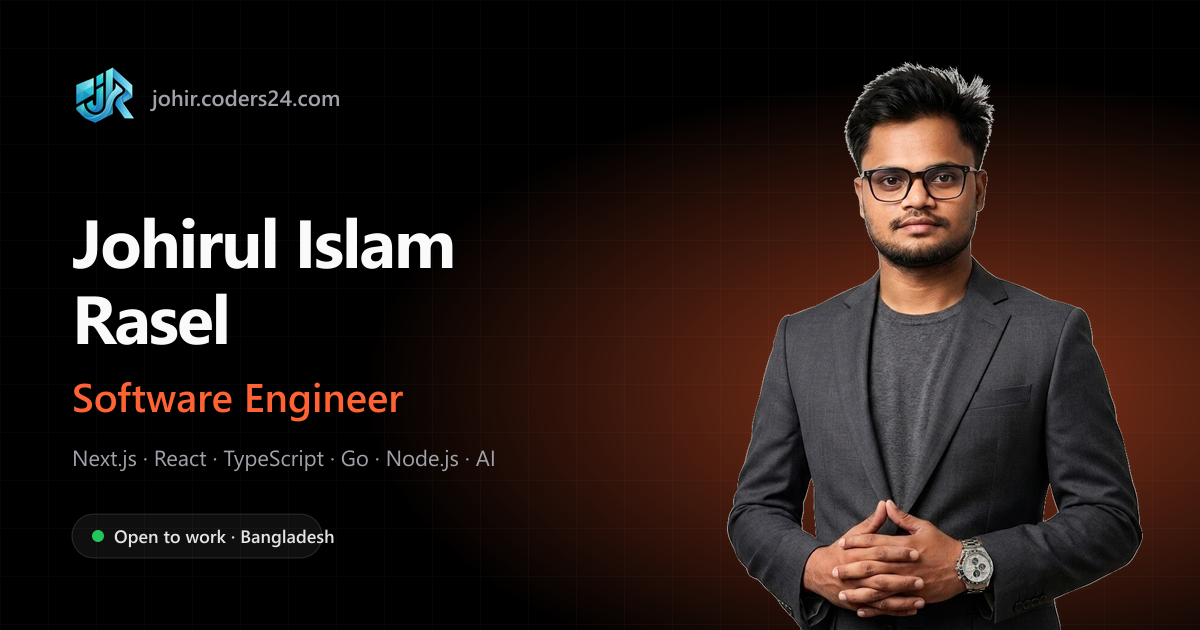 johir.coders24.com
Johirul Islam
Rasel
Software Engineer
Next.js · React · TypeScript · Go · Node.js · AI
Open to work · Bangladesh